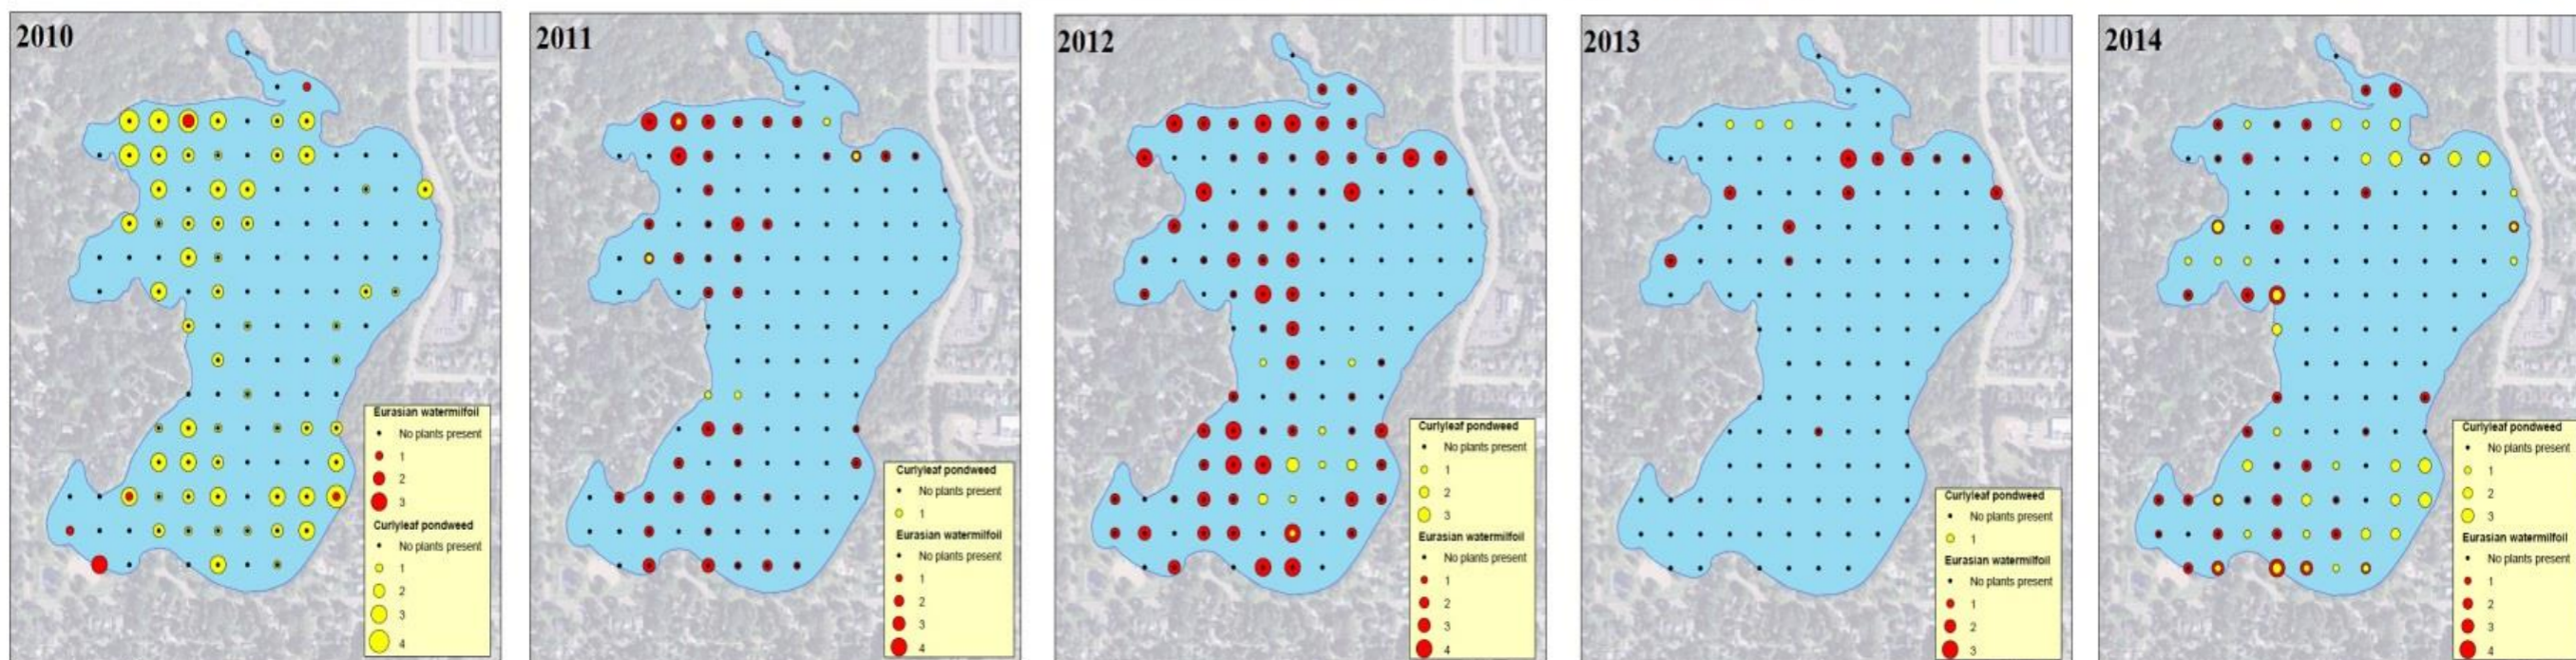 2010
Eurasian watermilfoil
No plants present
1
2
3
Curlyleaf pondweed
No plants present
1
2
3
4
2011
Curlyleaf pondweed
No plants present
1
Eurasian watermilfoil
No plants present
1
2
3
4
2012
Curlyleaf pondweed
No plants present
1
2
3
Eurasian watermilfoil
No plants present
1
2
3
4
2013
Curlyleaf pondweed
No plants present
1
Eurasian watermilfoil
No plants present
1
2
3
2014
Curlyleaf pondweed
No plants present
1
2
3
Eurasian watermilfoil
No plants present
1
2
3
4